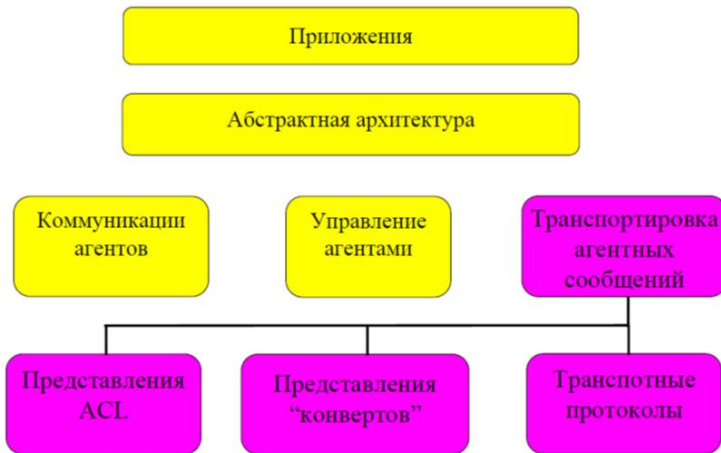 Приложения
Абстрактная архитектура
Коммуникации
агентов
Управление
агентами
Транспортировка
агентных
сообщений
Представления
ACL
Представления
“конвертов”
Транспотные
протоколы